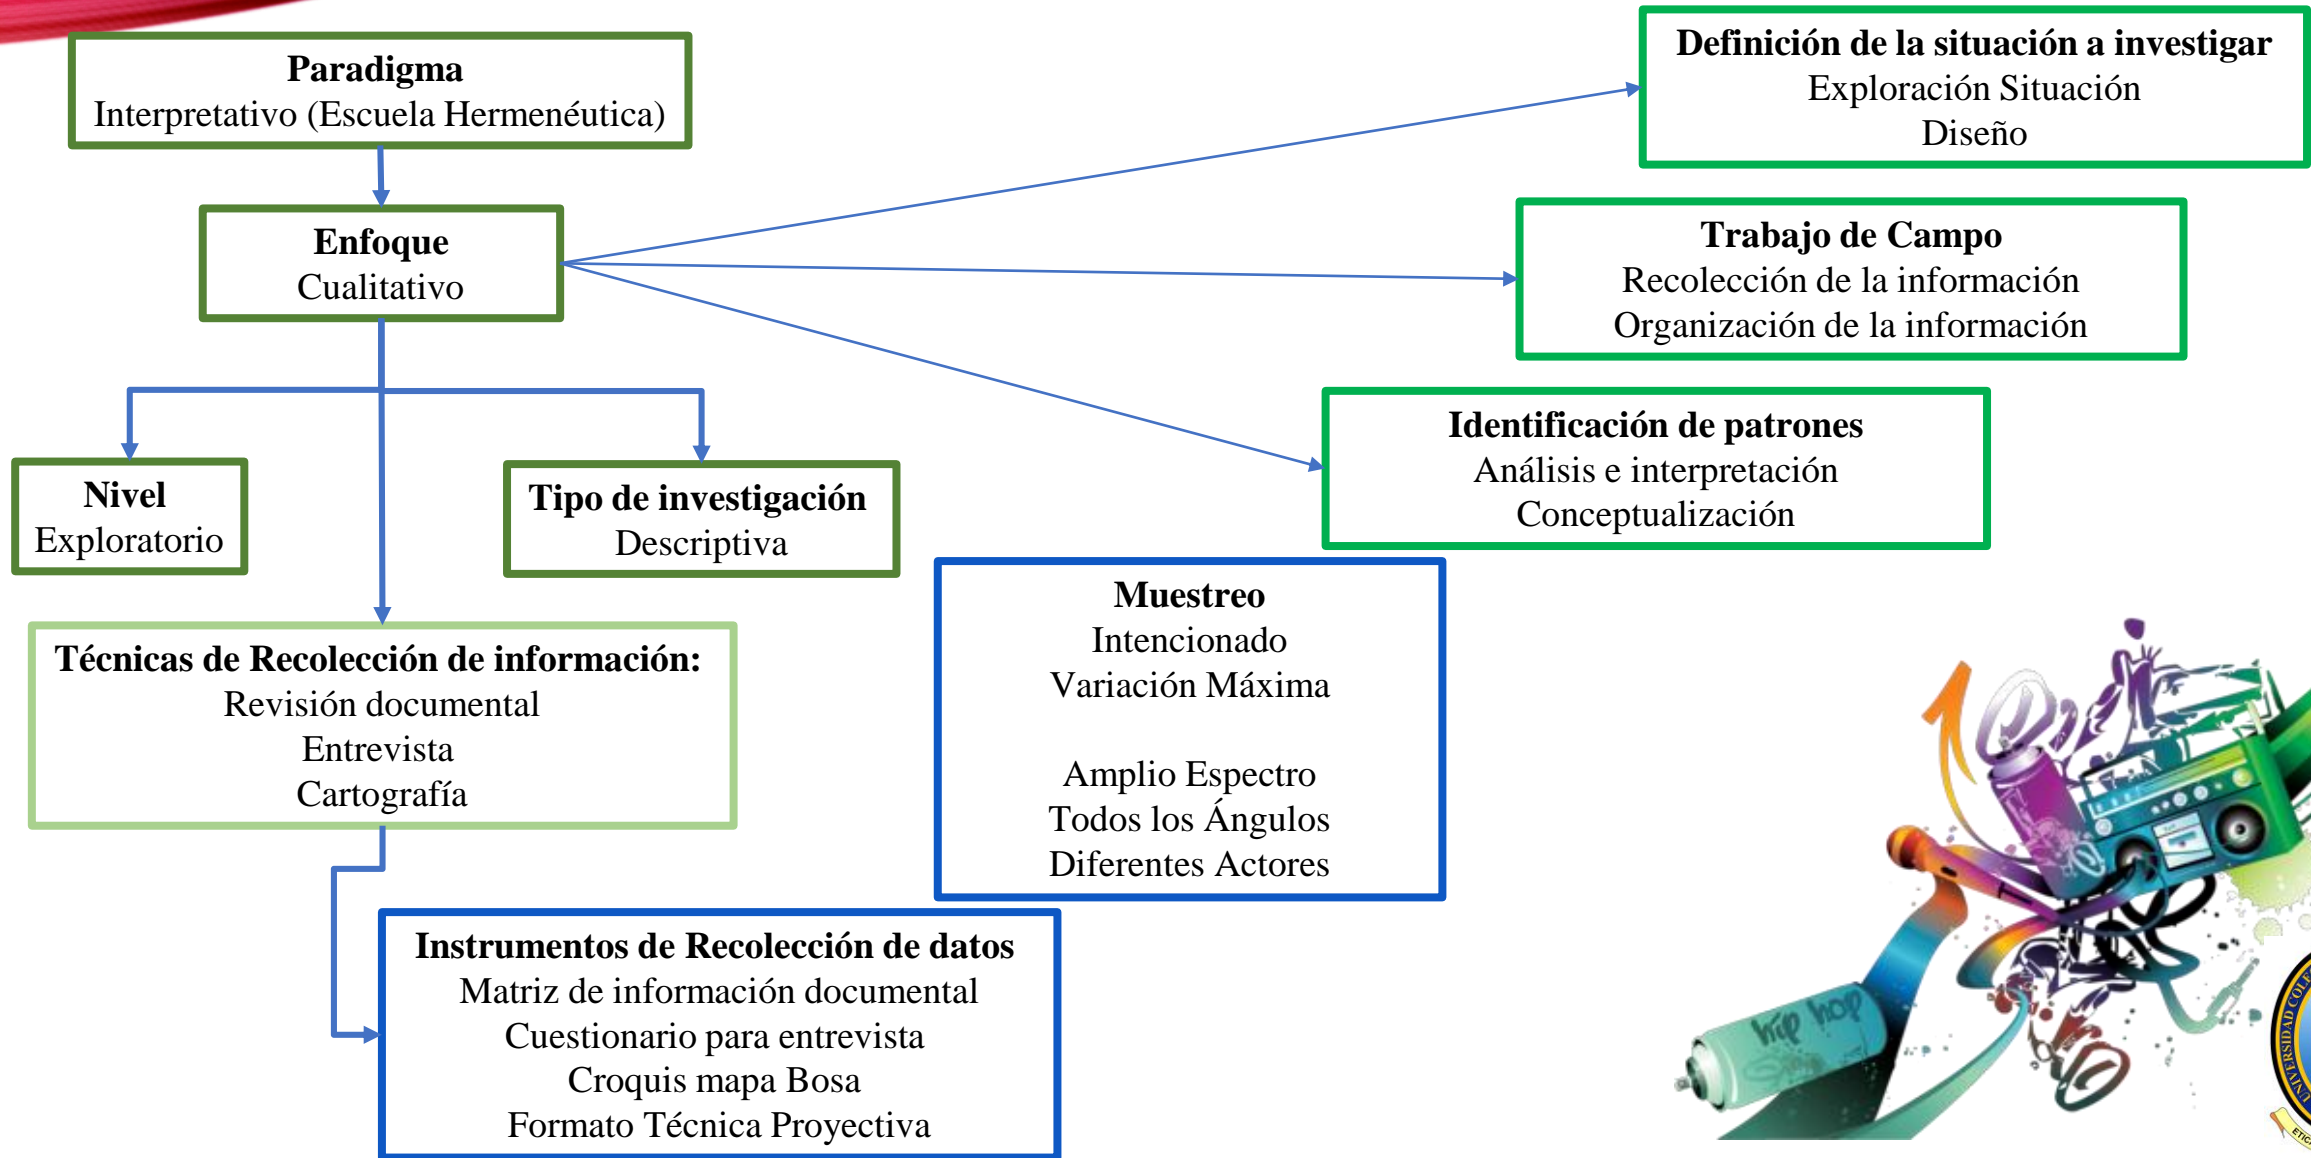 Paradigma
Interpretativo (Escuela Hermenéutica)
Enfoque
Cualitativo
Nivel
Exploratorio
Tipo de investigación
Descriptiva
Técnicas de Recolección de información:
Revisión documental
Entrevista
Cartografía
Instrumentos de Recolección de datos
Matriz de información documental
Cuestionario para entrevista
Croquis mapa Bosa
Formato Técnica Proyectiva
Definición de la situación a investigar
Exploración Situación
Diseño
Trabajo de Campo
Recolección de la información
Organización de la información
Identificación de patrones
Análisis e interpretación
Conceptualización
Muestreo
Intencionado
Variación Máxima
Amplio Espectro
Todos los Ángulos
Diferentes Actores
hip hop
UNIVERSIDAD